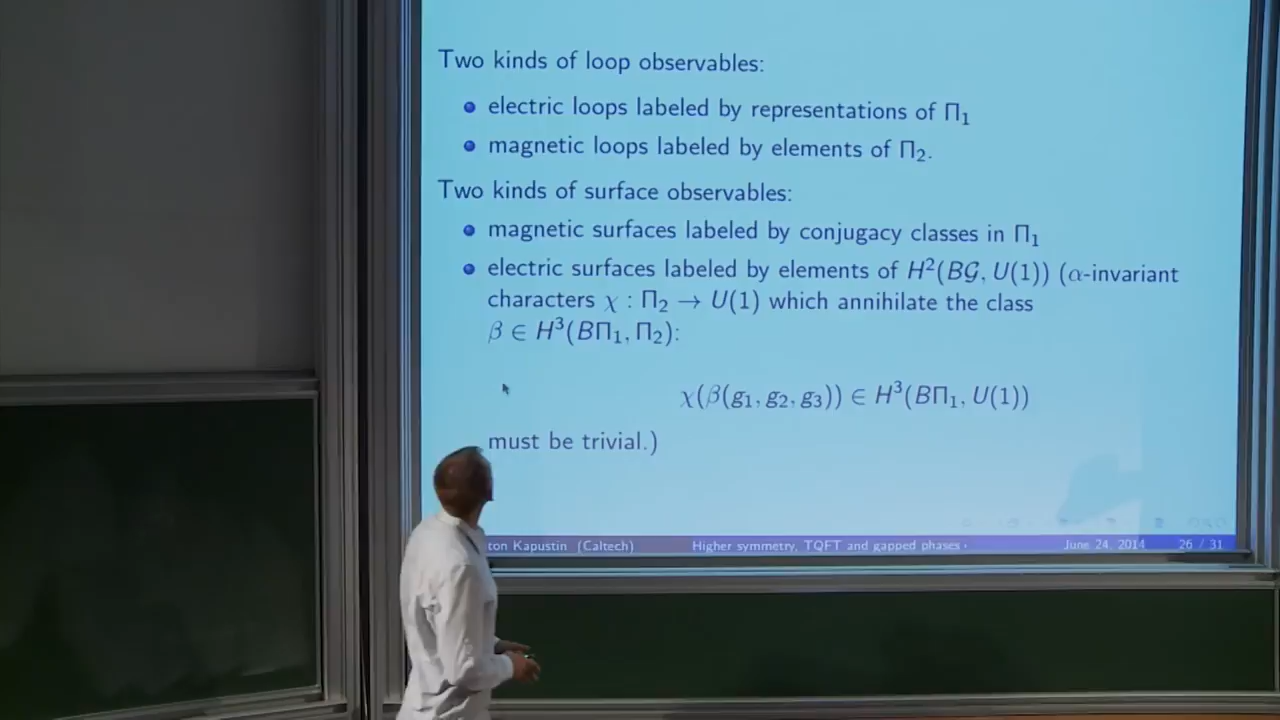 Two kinds of loop observables:
electric loops labeled by representations of Π₁
magnetic loops labeled by elements of Π₂.
Two kinds of surface observables:
magnetic surfaces labeled by conjugacy classes in Π₁
electric surfaces labeled by elements of H²(B𝒢, U(1)) (α-invariant
characters χ : Π₂ → U(1) which annihilate the class
β ∈ H³(BΠ₁, Π₂):
χ(β(g₁, g₂, g₃)) ∈ H³(BΠ₁, U(1))
must be trivial.)
ton Kapustin (Caltech) Higher symmetry, TQFT and gapped phases June 24, 2014 26 / 31